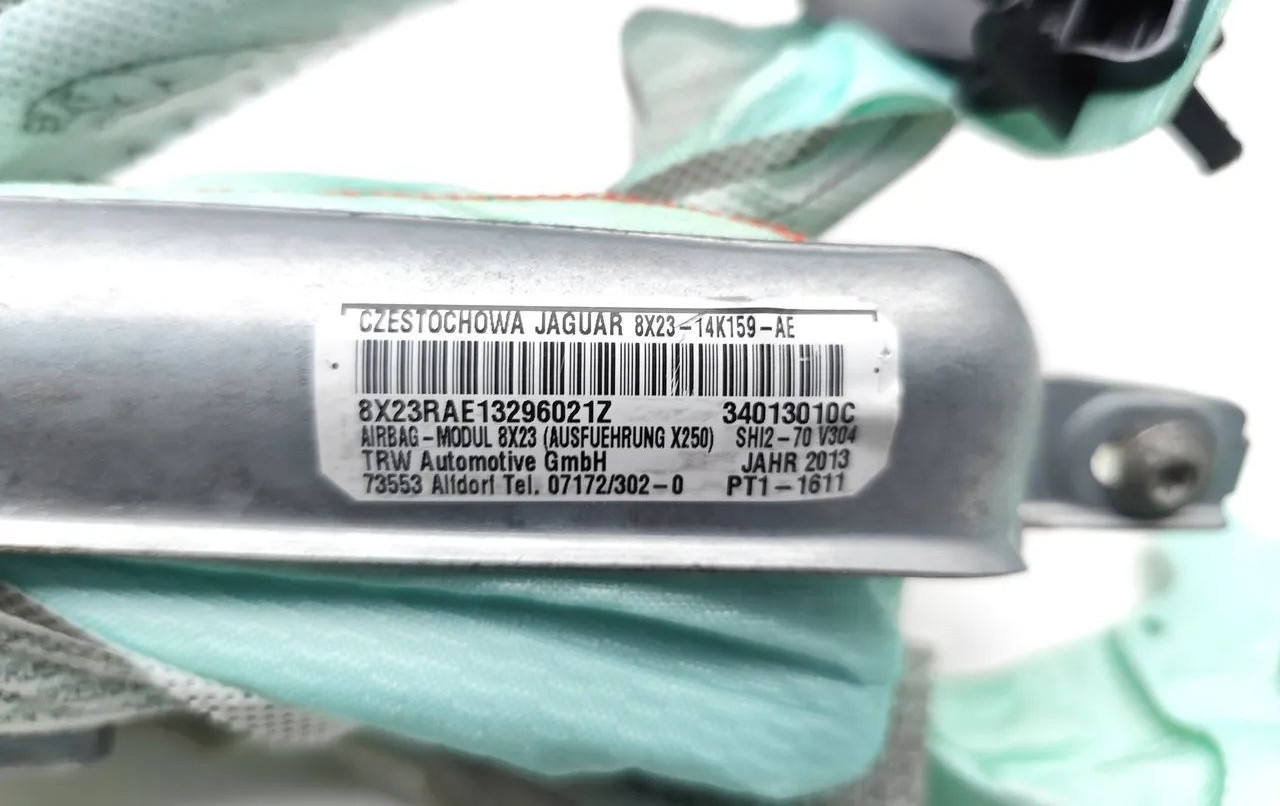 CZESTOCHOWA JAGUAR 8X23-14K159-AE
8X23RAE13296021Z 34013010C
AIRBAG-MODUL 8X23 (AUSFUEHRUNG X250) SHI2-70 V304
TRW Automotive GmbH JAHR 2013
73553 Alfdorf Tel. 07172/302-0 PT1-1611